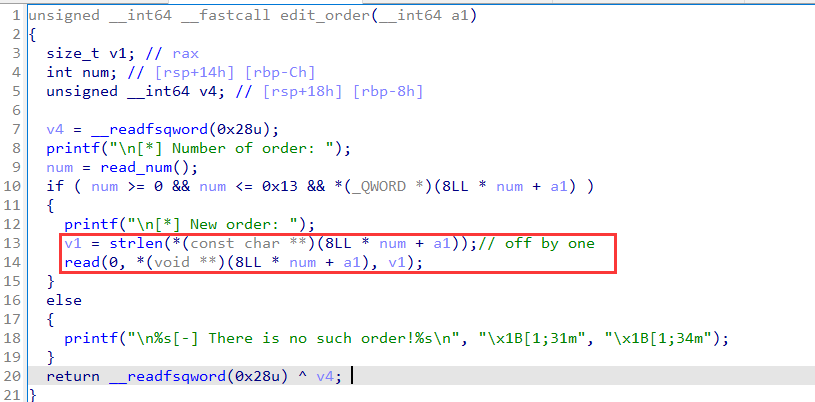 1 unsigned __int64 __fastcall edit_order(__int64 a1)
2 {
3 size_t v1; // rax
4 int num; // [rsp+14h] [rbp-Ch]
5 unsigned __int64 v4; // [rsp+18h] [rbp-8h]
6
7 v4 = __readfsqword(0x28u);
8 printf("\n[*] Number of order: ");
9 num = read_num();
10 if ( num >= 0 && num <= 0x13 && *(_QWORD *)(8LL * num + a1) )
11 {
12 printf("\n[*] New order: ");
13 v1 = strlen(*(const char **)(8LL * num + a1));// off by one
14 read(0, *(void **)(8LL * num + a1), v1);
15 }
16 else
17 {
18 printf("\n%s[-] There is no such order!%s\n", "\x1B[1;31m", "\x1B[1;34m");
19 }
20 return __readfsqword(0x28u) ^ v4;
21 }